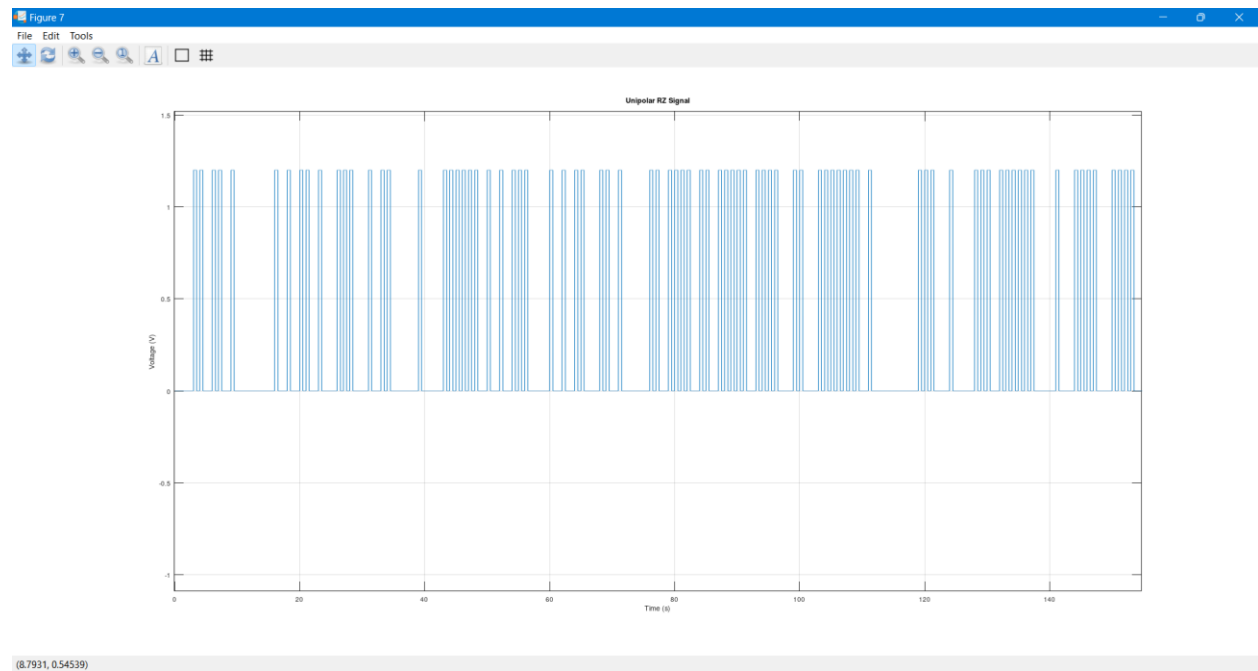 Figure 7
File Edit Tools
A
Unipolar RZ Signal
1.5
1
0.5
0
-0.5
-1
Voltage (V)
0 20 40 60 80 100 120 140
Time (s)
(8.7931, 0.54539)